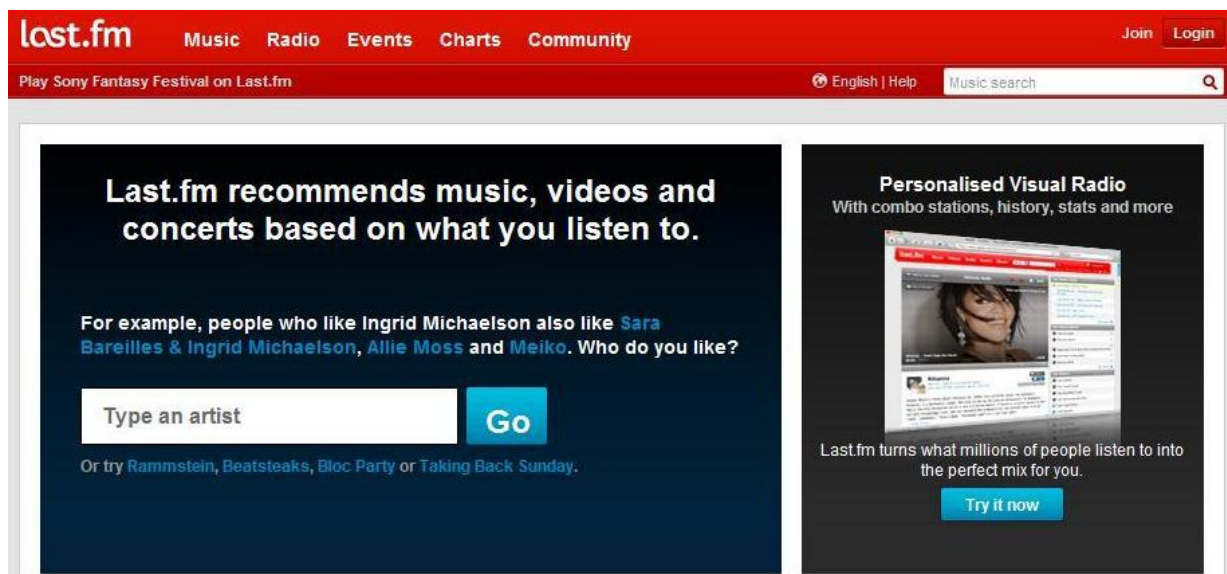 last.fm Music Radio Events Charts Community Join Login
Play Sony Fantasy Festival on Last.fm English | Help Music search
Last.fm recommends music, videos and
concerts based on what you listen to.
For example, people who like Ingrid Michaelson also like Sara
Bareilles & Ingrid Michaelson, Allie Moss and Meiko. Who do you like?
Type an artist Go
Or try Rammstein, Beatsteaks, Bloc Party or Taking Back Sunday.
Personalised Visual Radio
With combo stations, history, stats and more
last.fm
Last.fm turns what millions of people listen to into
the perfect mix for you.
Try it now